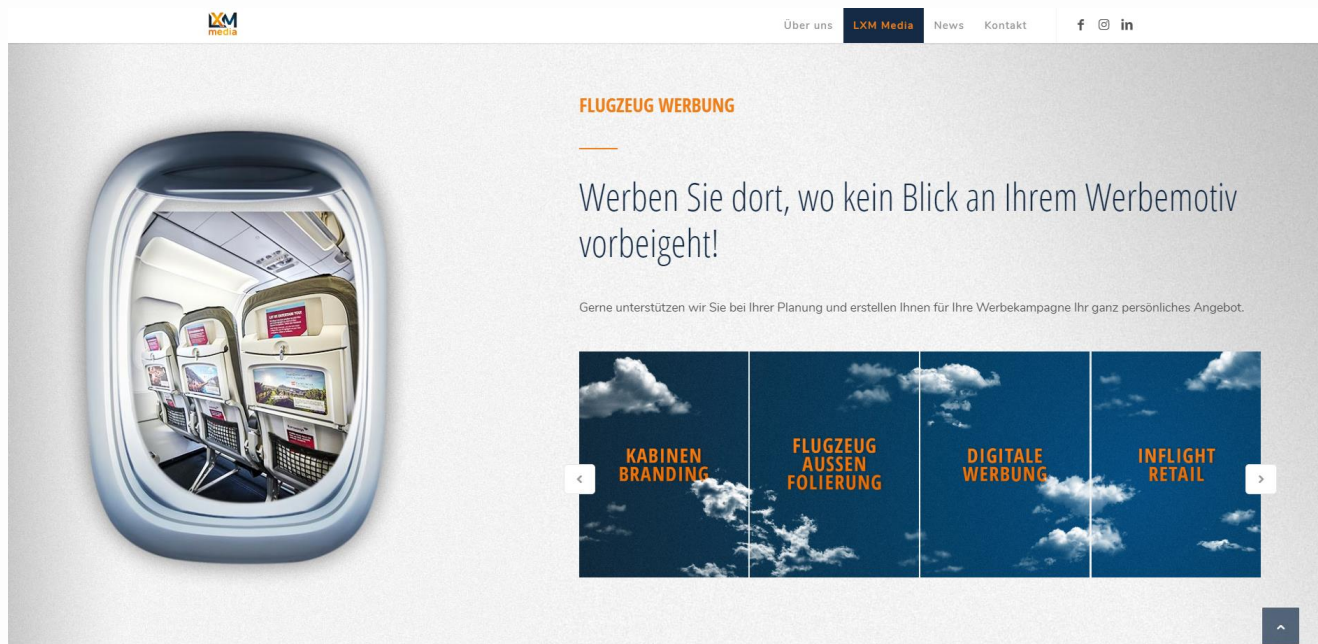 LXM
media
Über uns
LXM Media
News
Kontakt
FLUGZEUG WERBUNG
Werben Sie dort, wo kein Blick an Ihrem Werbemotiv
vorbeigeht!
Gerne unterstützen wir Sie bei Ihrer Planung und erstellen Ihnen für Ihre Werbekampagne Ihr ganz persönliches Angebot.
KABINEN
BRANDING
FLUGZEUG
AUSSEN
FOLIERUNG
DIGITALE
WERBUNG
INFLIGHT
RETAIL